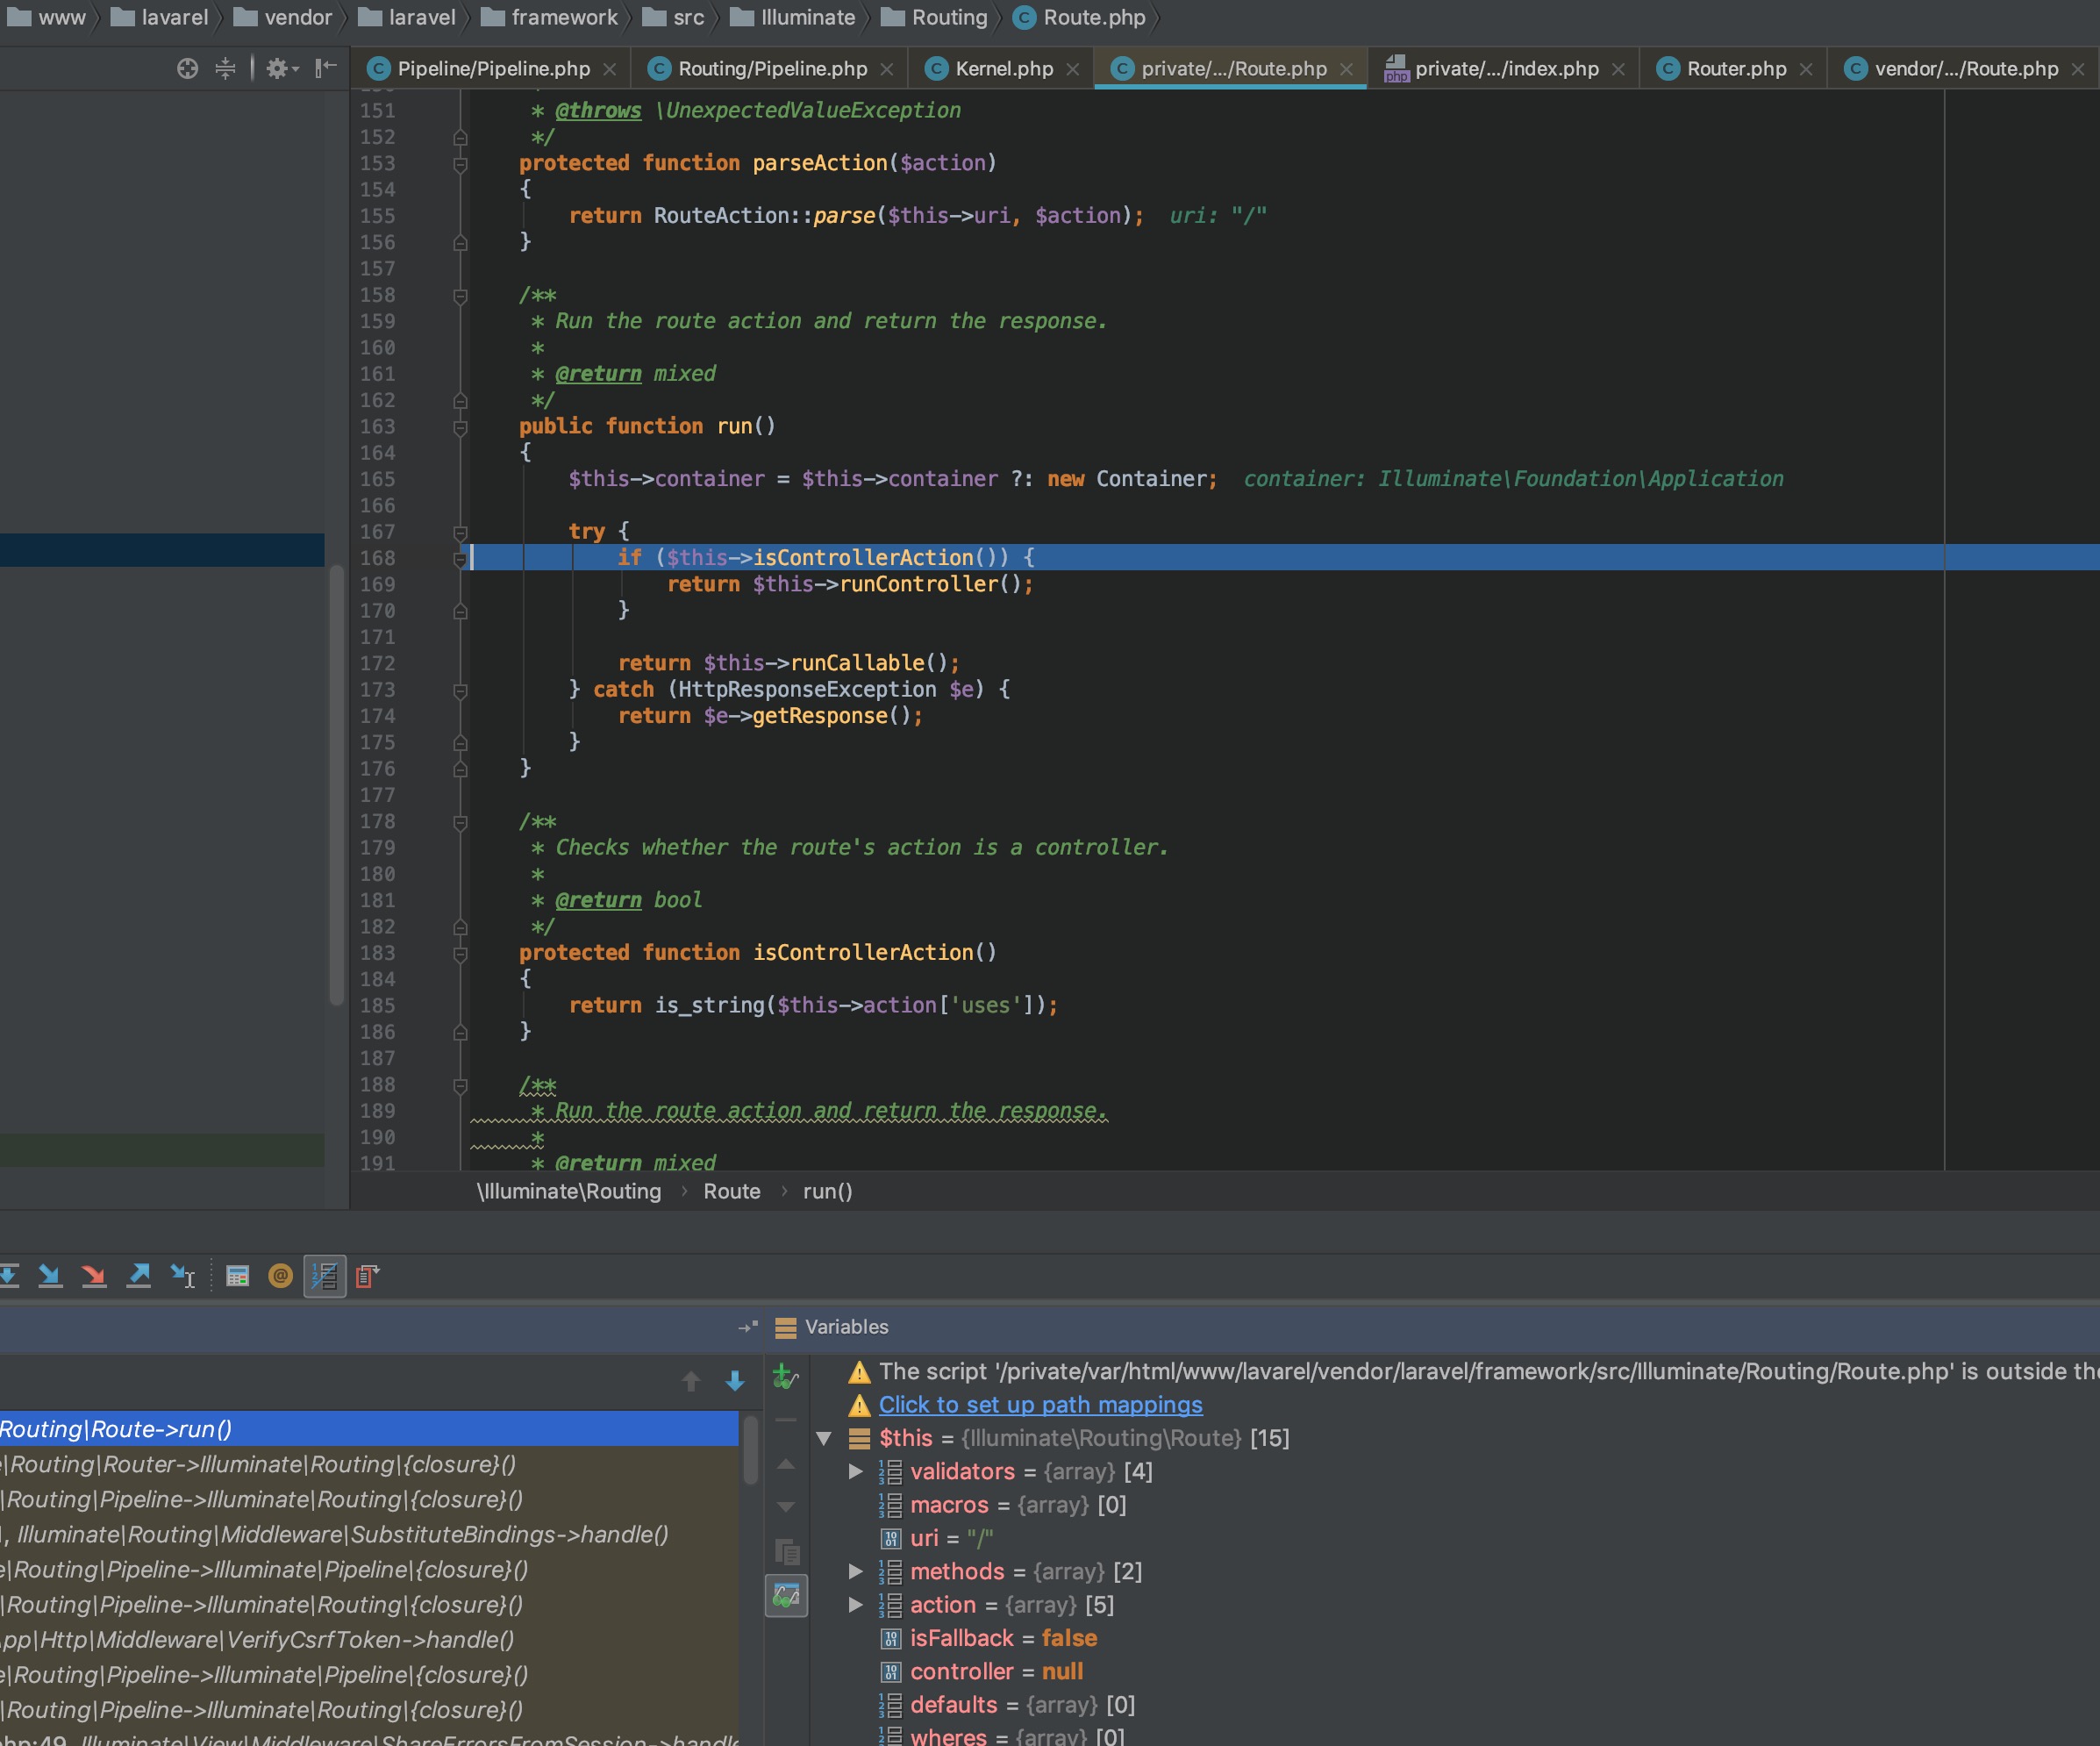 www lavarel vendor laravel framework src Illuminate Routing Route.php
Pipeline/Pipeline.php Routing/Pipeline.php Kernel.php private/.../Route.php private/.../index.php Router.php vendor/.../Route.php
151 * @throws \UnexpectedValueException
152 */
153 protected function parseAction($action)
154 {
155 return RouteAction::parse($this->uri, $action); uri: "/"
156 }
157
158 /**
159 * Run the route action and return the response.
160 *
161 * @return mixed
162 */
163 public function run()
164 {
165 $this->container = $this->container ?: new Container; container: Illuminate\Foundation\Application
166
167 try {
168 if ($this->isControllerAction()) {
169 return $this->runController();
170 }
171
172 return $this->runCallable();
173 } catch (HttpResponseException $e) {
174 return $e->getResponse();
175 }
176 }
177
178 /**
179 * Checks whether the route's action is a controller.
180 *
181 * @return bool
182 */
183 protected function isControllerAction()
184 {
185 return is_string($this->action['uses']);
186 }
187
188 /**
189 * Run the route action and return the response.
190 *
191 * @return mixed
\Illuminate\Routing › Route › run()
Variables
Routing\Route->run()
\Routing\Router->Illuminate\Routing\{closure}()
\Routing\Pipeline->Illuminate\Routing\{closure}()
, Illuminate\Routing\Middleware\SubstituteBindings->handle()
\Routing\Pipeline->Illuminate\Pipeline\{closure}()
\Routing\Pipeline->Illuminate\Routing\{closure}()
pp\Http\Middleware\VerifyCsrfToken->handle()
\Routing\Pipeline->Illuminate\Pipeline\{closure}()
\Routing\Pipeline->Illuminate\Routing\{closure}()
hp:49, Illuminate\View\Middleware\ShareErrorsFromSession->handle
The script '/private/var/html/www/lavarel/vendor/laravel/framework/src/Illuminate/Routing/Route.php' is outside the
Click to set up path mappings
$this = {Illuminate\Routing\Route} [15]
validators = {array} [4]
macros = {array} [0]
uri = "/"
methods = {array} [2]
action = {array} [5]
isFallback = false
controller = null
defaults = {array} [0]
wheres = {array} [0]